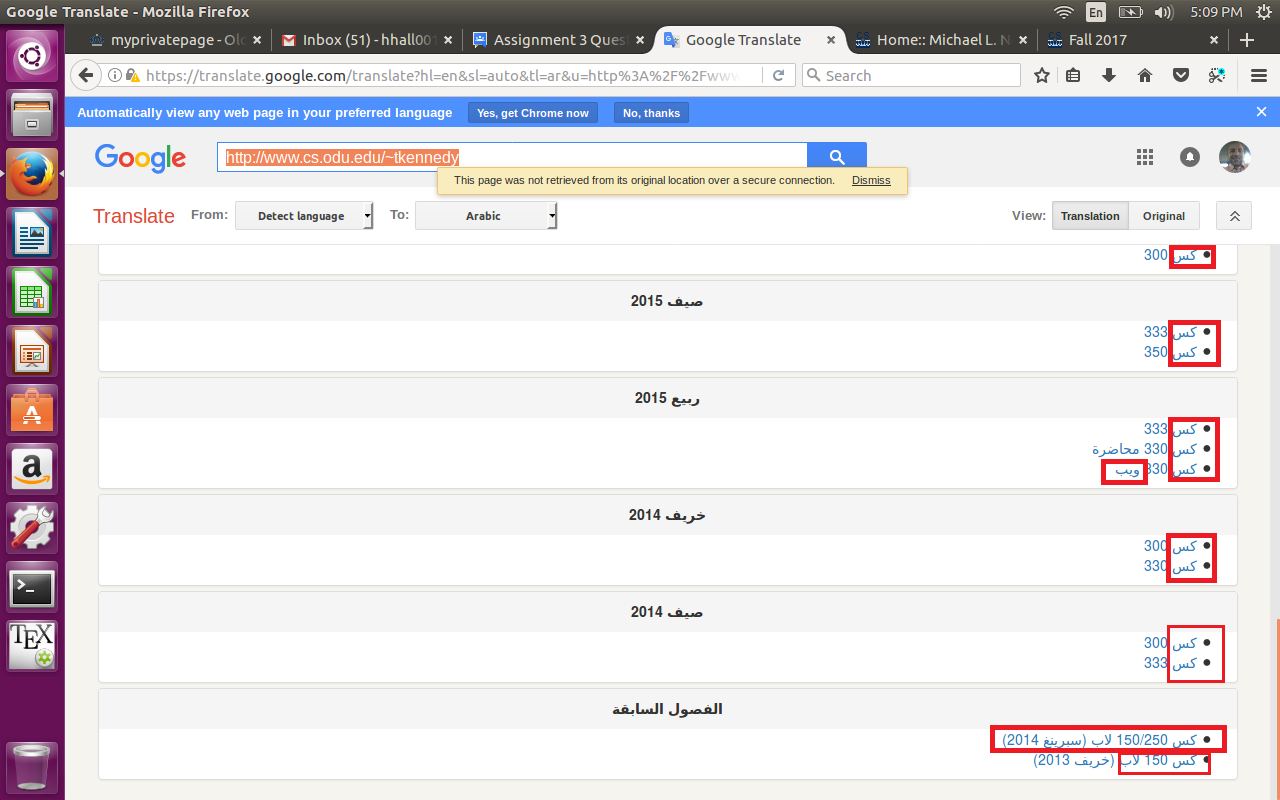 Google Translate - Mozilla Firefox
En
5:09 PM
myprivatepage - Ol
Inbox (51) - hhall001
Assignment 3 Ques
Google Translate
Home:: Michael L. N
Fall 2017
https://translate.google.com/translate?hl=en&sl=auto&tl=ar&u=http%3A%2F%2Fwww
Search
Automatically view any web page in your preferred language
Yes, get Chrome now
No, thanks
Google
http://www.cs.odu.edu/~tkennedy
This page was not retrieved from its original location over a secure connection.
Dismiss
Translate
From:
Detect language
To:
Arabic
View:
Translation
Original
كس 300
صيف 2015
كس 333
كس 350
ربيع 2015
كس 333
كس 330 محاضرة
كس 330 ويب
خريف 2014
كس 300
كس 330
صيف 2014
كس 300
كس 333
الفصول السابقة
كس 150/250 لاب (سبرينغ 2014)
كس 150 لاب (خريف 2013)
TEX